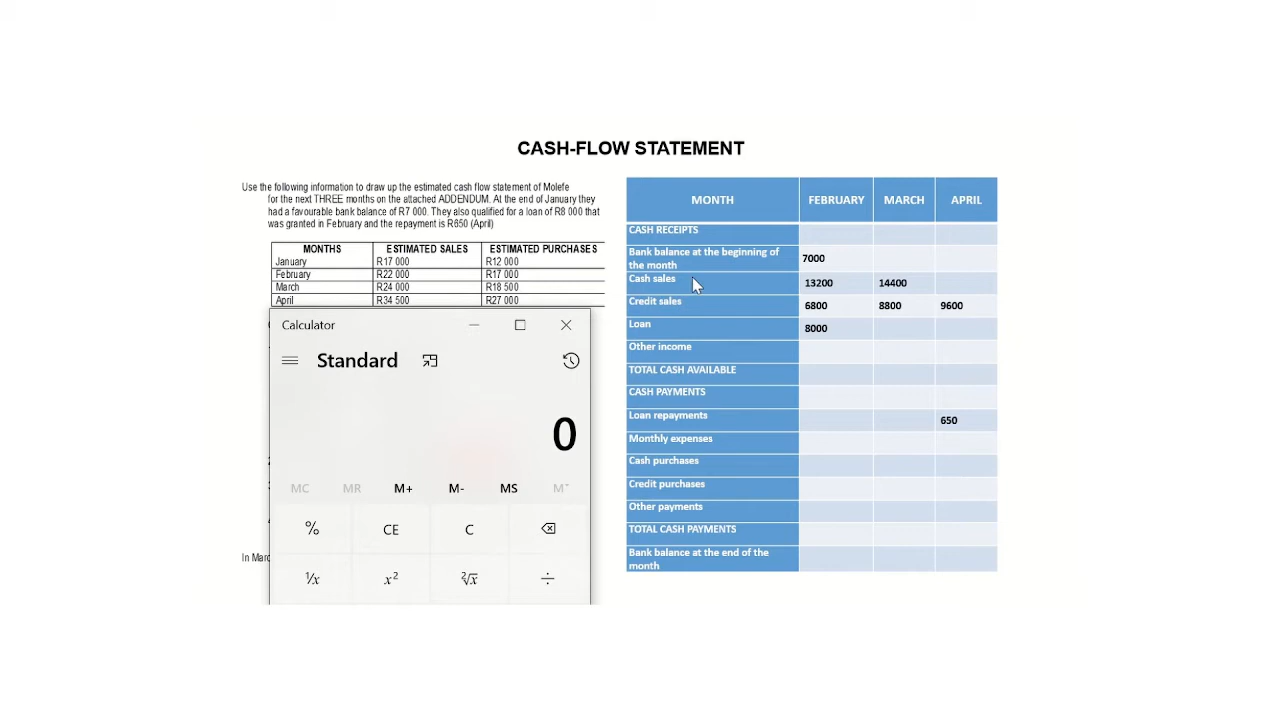 CASH-FLOW STATEMENT
Use the following information to draw up the estimated cash flow statement of Molefe
for the next THREE months on the attached ADDENDUM. At the end of January they
had a favourable bank balance of R7 000. They also qualified for a loan of R8 000 that
was granted in February and the repayment is R650 (April)
MONTHS ESTIMATED SALES ESTIMATED PURCHASES
January R17 000 R12 000
February R22 000 R17 000
March R24 000 R18 500
April R34 500 R27 000
Calculator
Standard
0
MC MR M+ M- MS M˅
% CE C
¹/x x² ²√x ÷
In Marc
MONTH FEBRUARY MARCH APRIL
CASH RECEIPTS
Bank balance at the beginning of
the month 7000
Cash sales 13200 14400
Credit sales 6800 8800 9600
Loan 8000
Other income
TOTAL CASH AVAILABLE
CASH PAYMENTS
Loan repayments 650
Monthly expenses
Cash purchases
Credit purchases
Other payments
TOTAL CASH PAYMENTS
Bank balance at the end of the
month